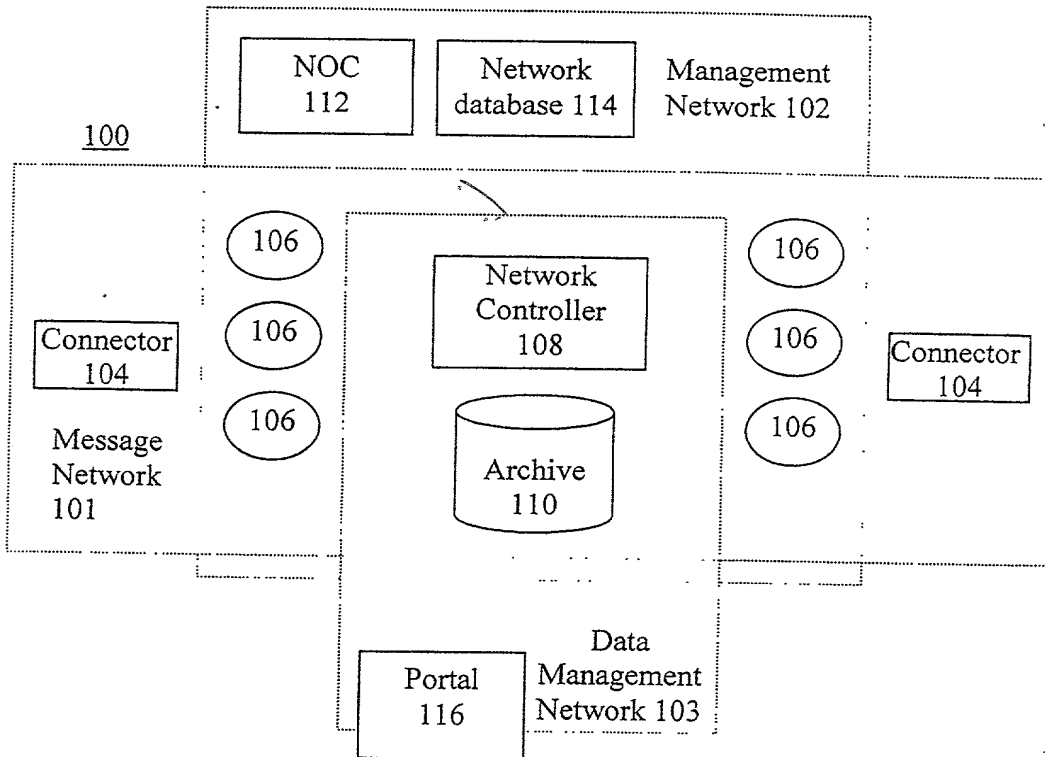 NOC
112
Network
database 114
Management
Network 102
100
106
106
106
Connector
104
Message
Network
101
Network
Controller
108
Archive
110
106
106
106
Connector
104
Portal
116
Data
Management
Network 103